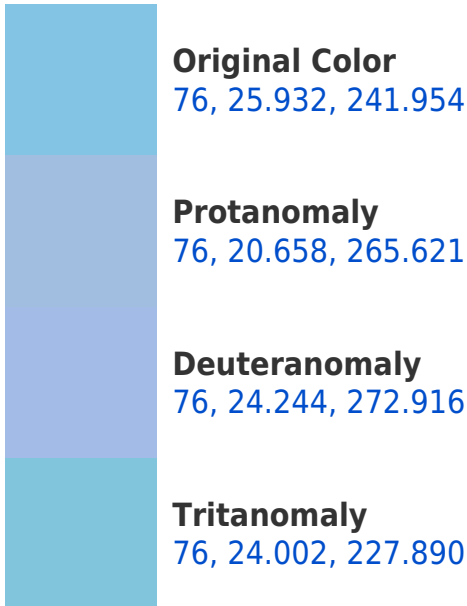 Original Color
76, 25.932, 241.954
Protanomaly
76, 20.658, 265.621
Deuteranomaly
76, 24.244, 272.916
Tritanomaly
76, 24.002, 227.890